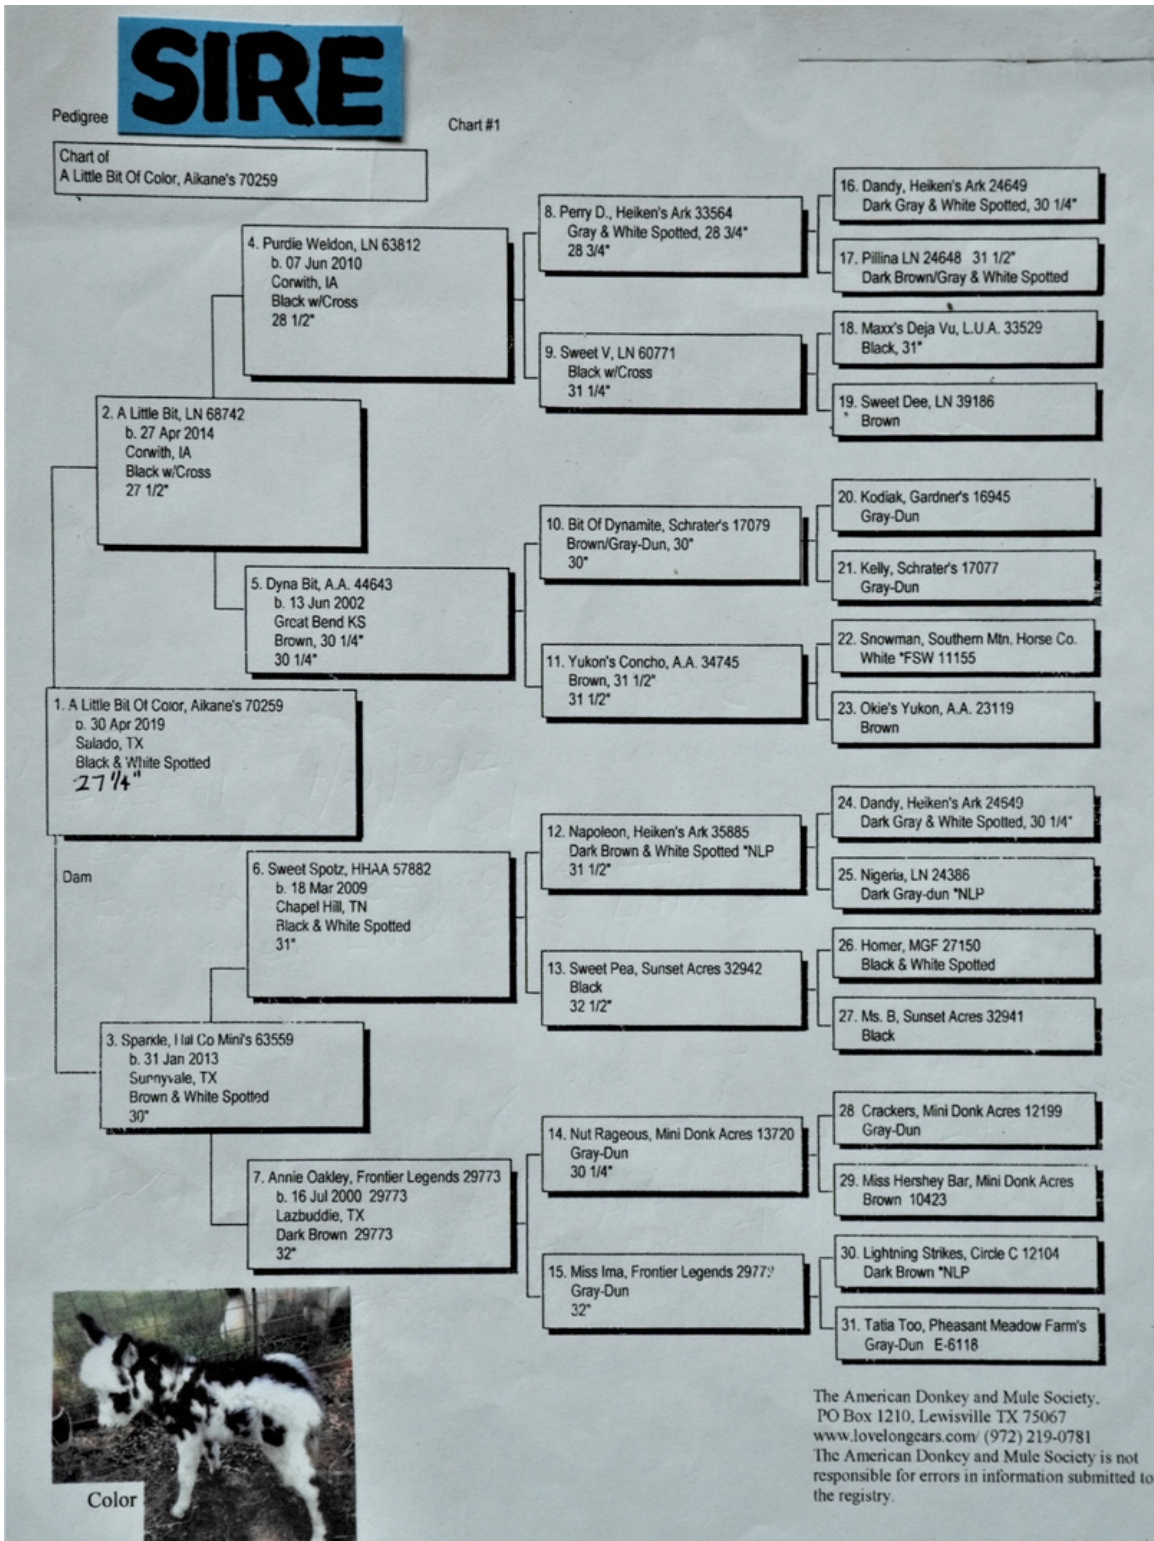 SIRE
Pedigree
Chart #1
Chart of
A Little Bit Of Color, Aikane's 70259
16. Dandy, Heiken's Ark 24649
Dark Gray & White Spotted, 30 1/4"
8. Perry D., Heiken's Ark 33564
Gray & White Spotted, 28 3/4"
28 3/4"
17. Pillina LN 24648 31 1/2"
Dark Brown/Gray & White Spotted
4. Purdie Weldon, LN 63812
b. 07 Jun 2010
Corwith, IA
Black w/Cross
28 1/2"
18. Maxx's Deja Vu, L.U.A. 33529
Black, 31"
9. Sweet V, LN 60771
Black w/Cross
31 1/4"
19. Sweet Dee, LN 39186
Brown
2. A Little Bit, LN 68742
b. 27 Apr 2014
Corwith, IA
Black w/Cross
27 1/2"
20. Kodiak, Gardner's 16945
Gray-Dun
10. Bit Of Dynamite, Schrater's 17079
Brown/Gray-Dun, 30"
30"
21. Kelly, Schrater's 17077
Gray-Dun
5. Dyna Bit, A.A. 44643
b. 13 Jun 2002
Great Bend KS
Brown, 30 1/4"
30 1/4"
22. Snowman, Southern Mtn. Horse Co.
White *FSW 11155
11. Yukon's Concho, A.A. 34745
Brown, 31 1/2"
31 1/2"
23. Okie's Yukon, A.A. 23119
Brown
1. A Little Bit Of Color, Aikane's 70259
b. 30 Apr 2019
Salado, TX
Black & White Spotted
27 1/4"
24. Dandy, Heiken's Ark 24649
Dark Gray & White Spotted, 30 1/4"
12. Napoleon, Heiken's Ark 35885
Dark Brown & White Spotted *NLP
31 1/2"
25. Nigeria, LN 24386
Dark Gray-dun *NLP
Dam
6. Sweet Spotz, HHAA 57882
b. 18 Mar 2009
Chapel Hill, TN
Black & White Spotted
31"
26. Homer, MGF 27150
Black & White Spotted
13. Sweet Pea, Sunset Acres 32942
Black
32 1/2"
27. Ms. B, Sunset Acres 32941
Black
3. Sparkle, Co Mini's 63559
b. 31 Jan 2013
Sunnyvale, TX
Brown & White Spotted
30"
28 Crackers, Mini Donk Acres 12199
Gray-Dun
14. Nut Rageous, Mini Donk Acres 13720
Gray-Dun
30 1/4"
29. Miss Hershey Bar, Mini Donk Acres
Brown 10423
7. Annie Oakley, Frontier Legends 29773
b. 16 Jul 2000 29773
Lazbuddie, TX
Dark Brown 29773
32"
30. Lightning Strikes, Circle C 12104
Dark Brown *NLP
15. Miss Ima, Frontier Legends
Gray-Dun
32"
31. Tatia Too, Pheasant Meadow Farm's
Gray-Dun E-6118
Color
The American Donkey and Mule Society.
PO Box 1210, Lewisville TX 75067
www.lovelongears.com/ (972) 219-0781
The American Donkey and Mule Society is not
responsible for errors in information submitted to
the registry.